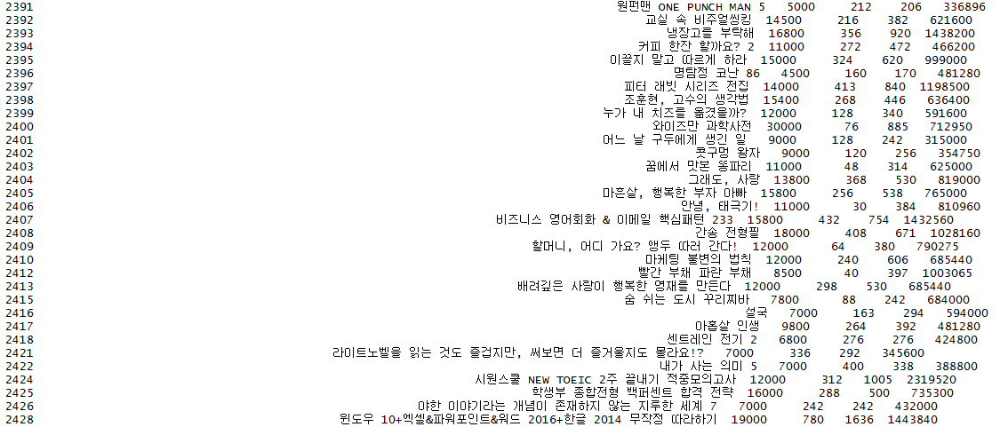 2391 원펀맨 ONE PUNCH MAN 5 5000 212 206 336896
2392 교실 속 비주얼씽킹 14500 216 382 621600
2393 냉장고를 부탁해 16800 356 920 1438200
2394 커피 한잔 할까요? 2 11000 272 472 466200
2395 이끌지 말고 따르게 하라 15000 324 620 999000
2396 명탐정 코난 86 4500 160 170 481280
2397 피터 래빗 시리즈 전집 14000 413 840 1198500
2398 조훈현, 고수의 생각법 15400 268 446 636400
2399 누가 내 치즈를 옮겼을까? 12000 128 340 591600
2400 와이즈만 과학사전 30000 76 885 712950
2401 어느 날 구두에게 생긴 일 9000 128 242 315000
2402 콧구멍 왕자 9000 120 256 354750
2403 꿈에서 맛본 똥파리 11000 48 314 625000
2404 그래도, 사랑 13800 368 530 819000
2405 마흔살, 행복한 부자 아빠 15800 256 538 765000
2406 안녕, 태극기! 11000 30 384 810960
2407 비즈니스 영어회화 & 이메일 핵심패턴 233 15800 432 754 1432560
2408 간송 전형필 18000 408 671 1028160
2409 할머니, 어디 가요? 앵두 따러 간다! 12000 64 380 790275
2410 마케팅 불변의 법칙 12000 240 606 685440
2412 빨간 부채 파란 부채 8500 40 397 1003065
2413 배려깊은 사랑이 행복한 영재를 만든다 12000 298 530 685440
2415 숨 쉬는 도시 꾸리찌바 7800 88 242 684000
2416 설국 7000 163 294 594000
2417 아홉살 인생 9800 264 392 481280
2418 센트레인 전기 2 6800 276 276 424800
2421 라이트노벨을 읽는 것도 즐겁지만, 써보면 더 즐거울지도 몰라요!? 7000 336 292 345600
2422 내가 사는 의미 5 7000 400 338 388800
2424 시원스쿨 NEW TOEIC 2주 끝내기 적중모의고사 12000 312 1005 2319520
2425 학생부 종합전형 백퍼센트 합격 전략 16000 288 500 735300
2426 야한 이야기라는 개념이 존재하지 않는 지루한 세계 7 7000 242 242 432000
2428 윈도우 10+엑셀&파워포인트&워드 2016+한글 2014 무작정 따라하기 19000 780 1636 1443840